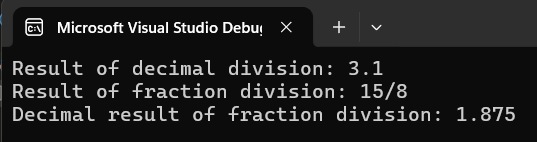 Microsoft Visual Studio Debug
Result of decimal division: 3.1
Result of fraction division: 15/8
Decimal result of fraction division: 1.875